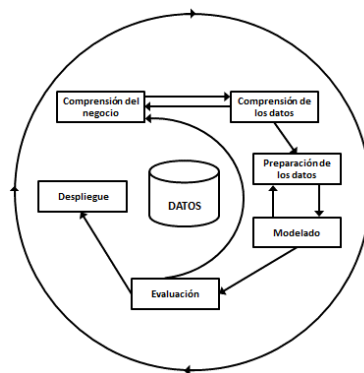 Comprensión del
negocio
Comprensión de
los datos
Preparación de
los datos
Despliegue
DATOS
Modelado
Evaluación